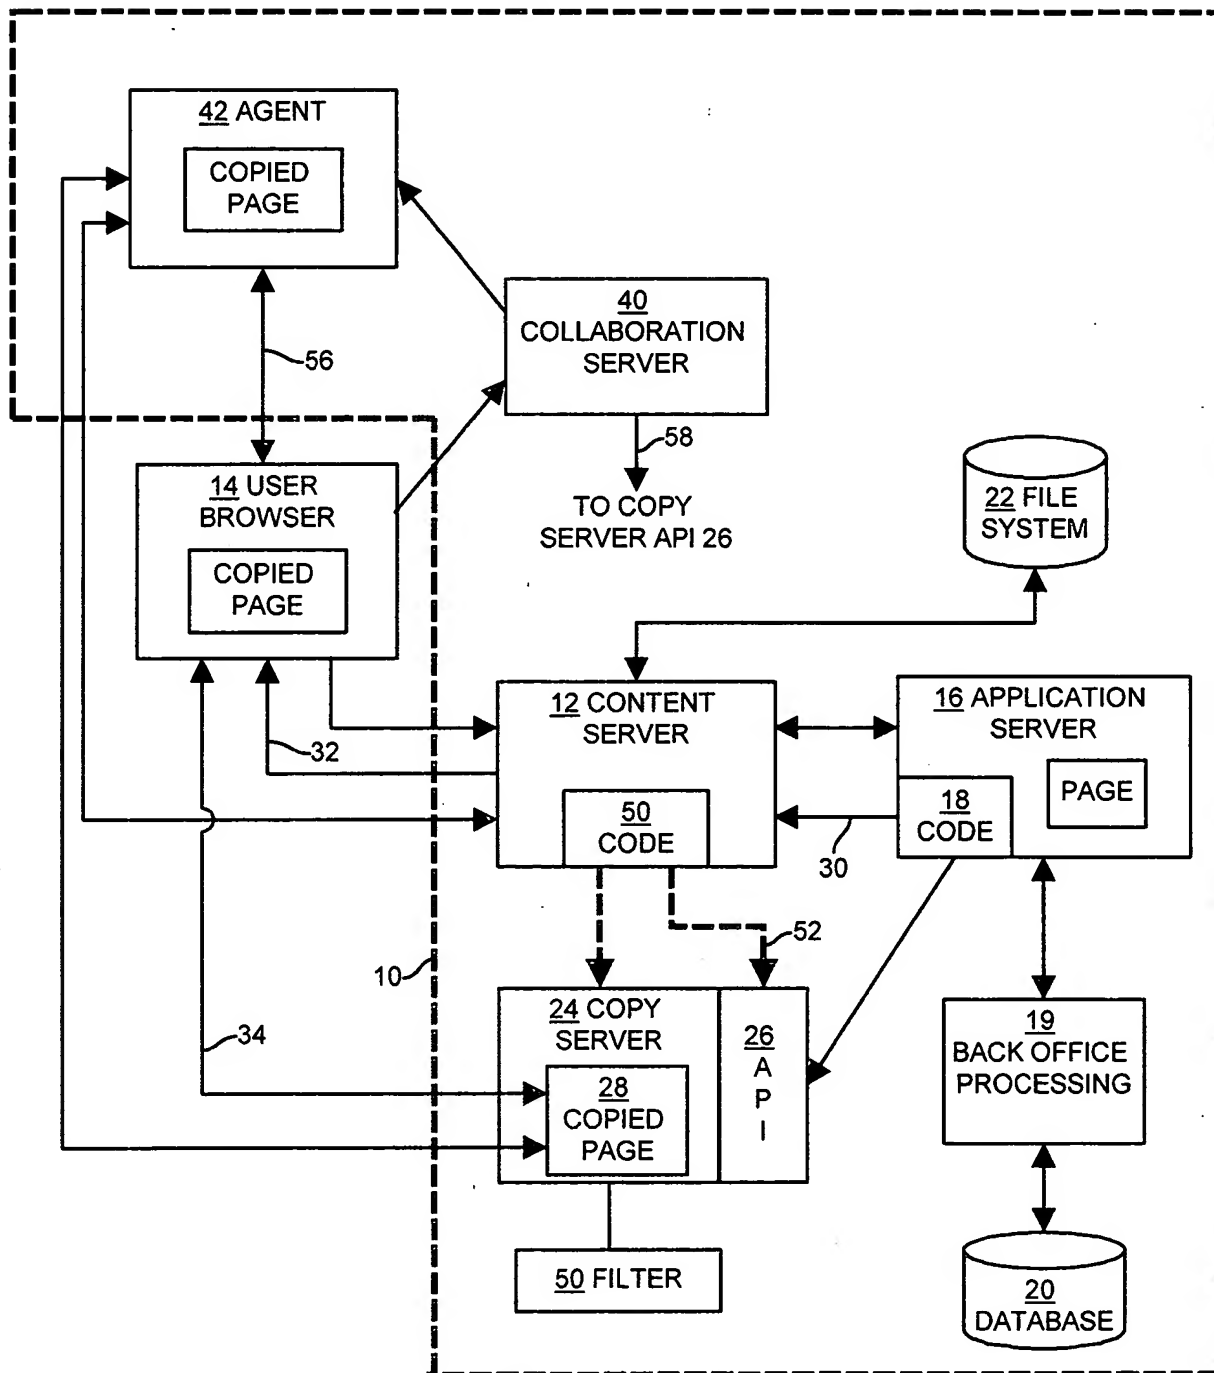 42 AGENT
COPIED
PAGE
40
COLLABORATION
SERVER
56
58
TO COPY
SERVER API 26
14 USER
BROWSER
COPIED
PAGE
22 FILE
SYSTEM
12 CONTENT
SERVER
50
CODE
16 APPLICATION
SERVER
PAGE
18
CODE
32
30
52
10
34
24 COPY
SERVER
28
COPIED
PAGE
26
A
P
I
19
BACK OFFICE
PROCESSING
50 FILTER
20
DATABASE